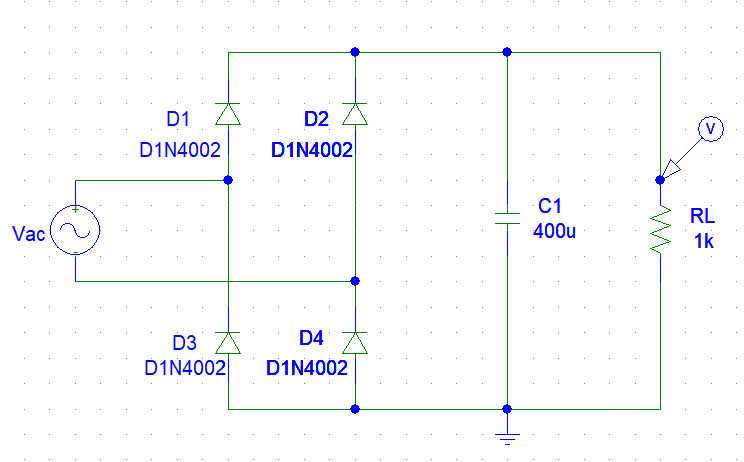 D1
D1N4002
D2
D1N4002
V
Vac
+
-
C1
400u
RL
1k
D3
D1N4002
D4
D1N4002